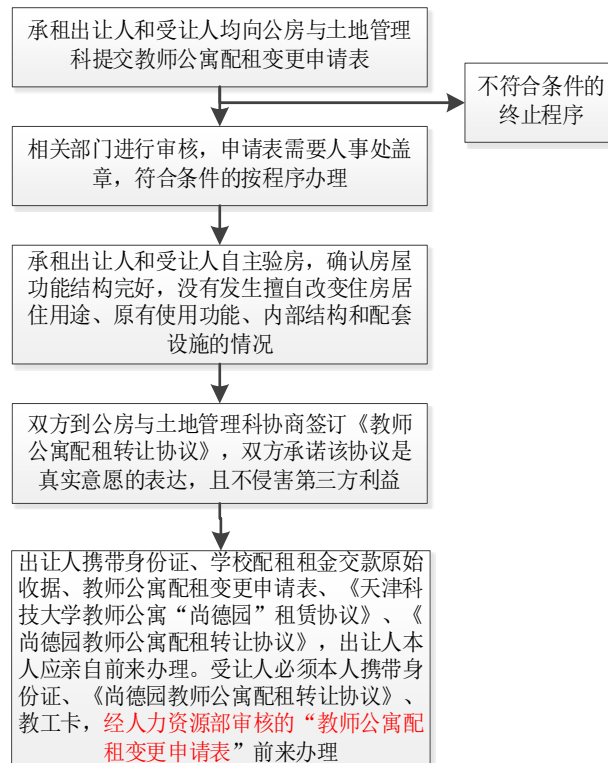 承租出让人和受让人均向公房与土地管理
科提交教师公寓配租变更申请表
不符合条件的
终止程序
相关部门进行审核，申请表需要人事处盖
章，符合条件的按程序办理
承租出让人和受让人自主验房，确认房屋
功能结构完好，没有发生擅自改变住房居
住用途、原有使用功能、内部结构和配套
设施的情况
双方到公房与土地管理科协商签订《教师
公寓配租转让协议》，双方承诺该协议是
真实意愿的表达，且不侵害第三方利益
出让人携带身份证、学校配租租金交款原始
收据、教师公寓配租变更申请表、《天津科
技大学教师公寓“尚德园”租赁协议》、《
尚德园教师公寓配租转让协议》，出让人本
人应亲自前来办理。受让人必须本人携带身
份证、《尚德园教师公寓配租转让协议》、
教工卡，经人力资源部审核的“教师公寓配
租变更申请表”前来办理